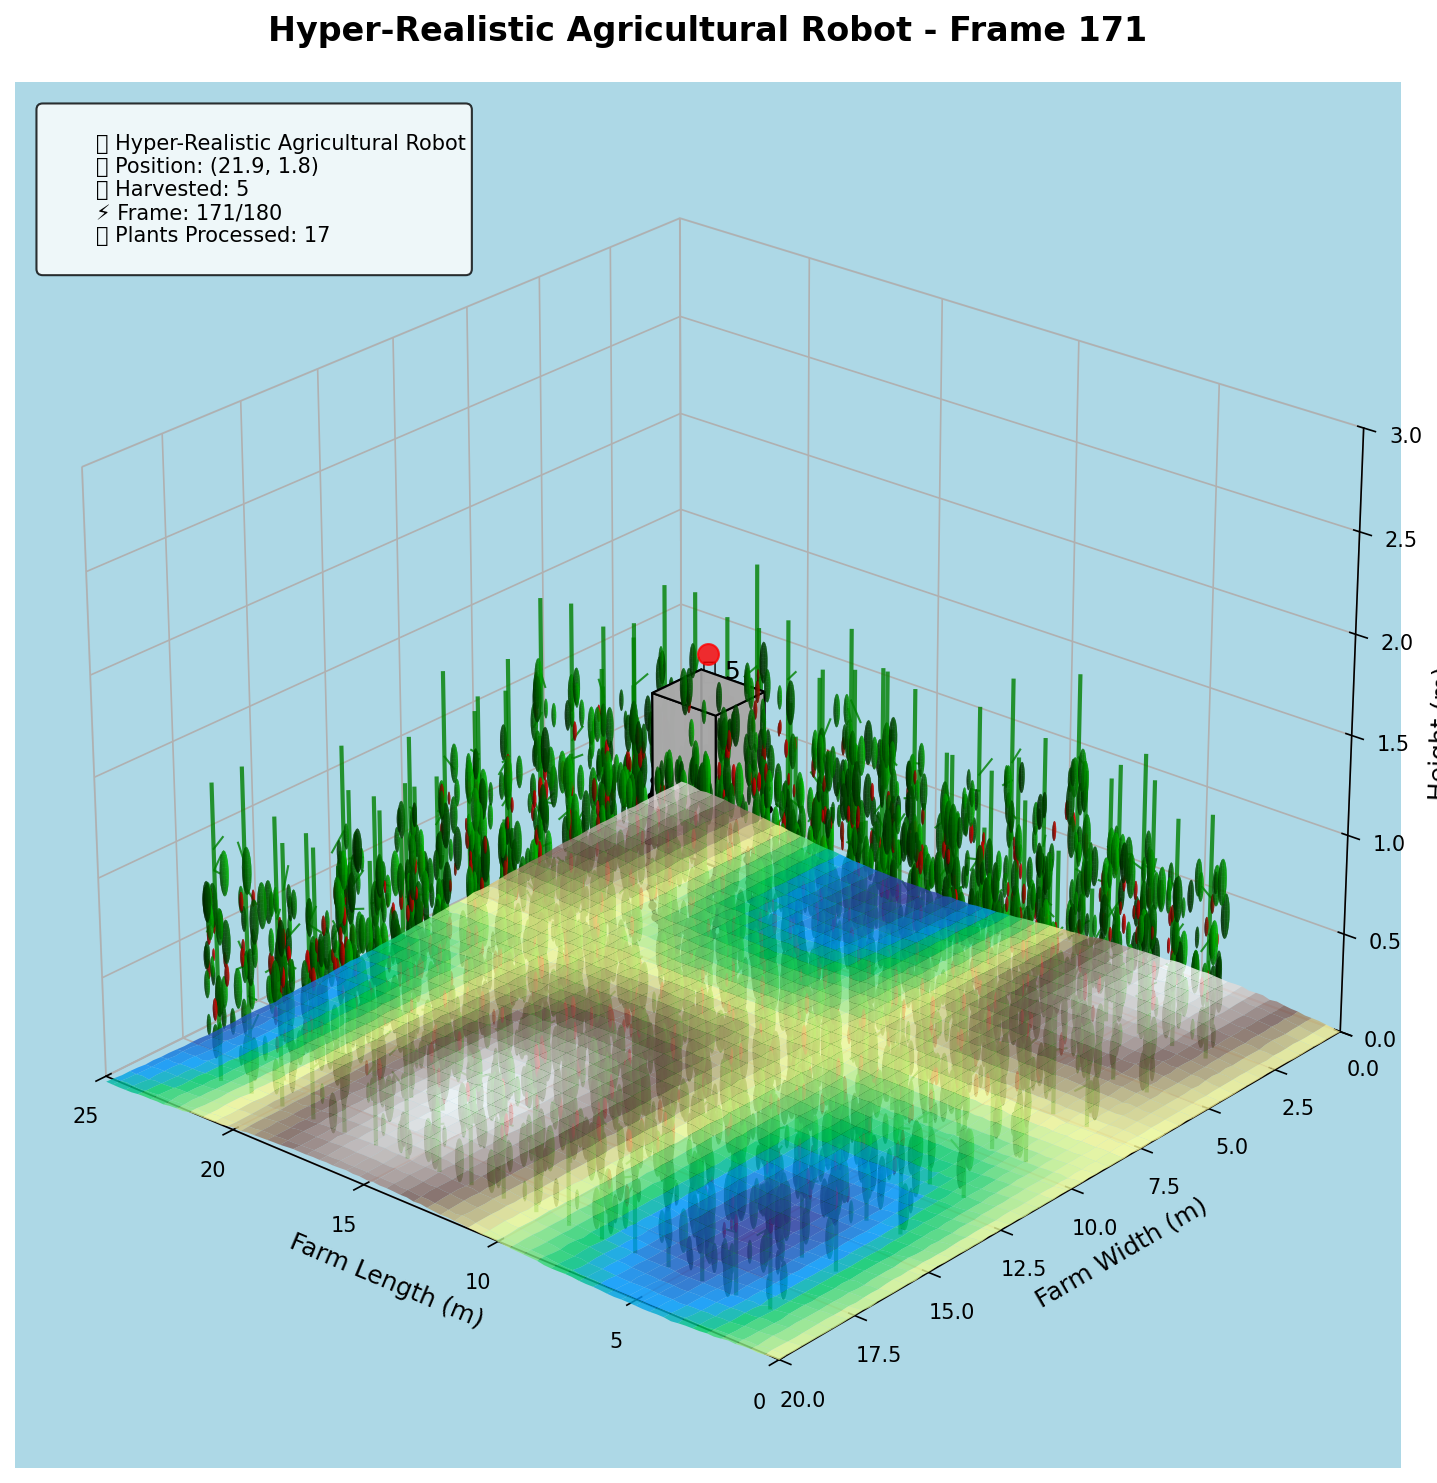 Hyper-Realistic Agricultural Robot - Frame 171
Hyper-Realistic Agricultural Robot
Position: (21.9, 1.8)
Harvested: 5
⚡ Frame: 171/180
Plants Processed: 17
5
3.0
2.5
2.0
1.5
1.0
0.5
0.0
Height (m)
0.0
2.5
5.0
7.5
10.0
12.5
15.0
17.5
20.0
Farm Width (m)
25
20
15
10
5
0
Farm Length (m)